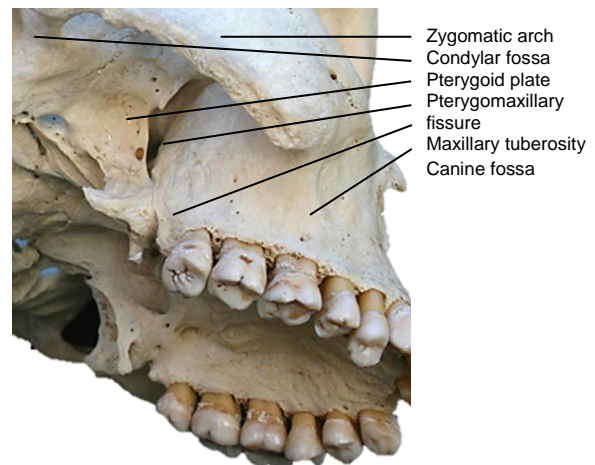 Zygomatic arch
Condylar fossa
Pterygoid plate
Pterygomaxillary
fissure
Maxillary tuberosity
Canine fossa